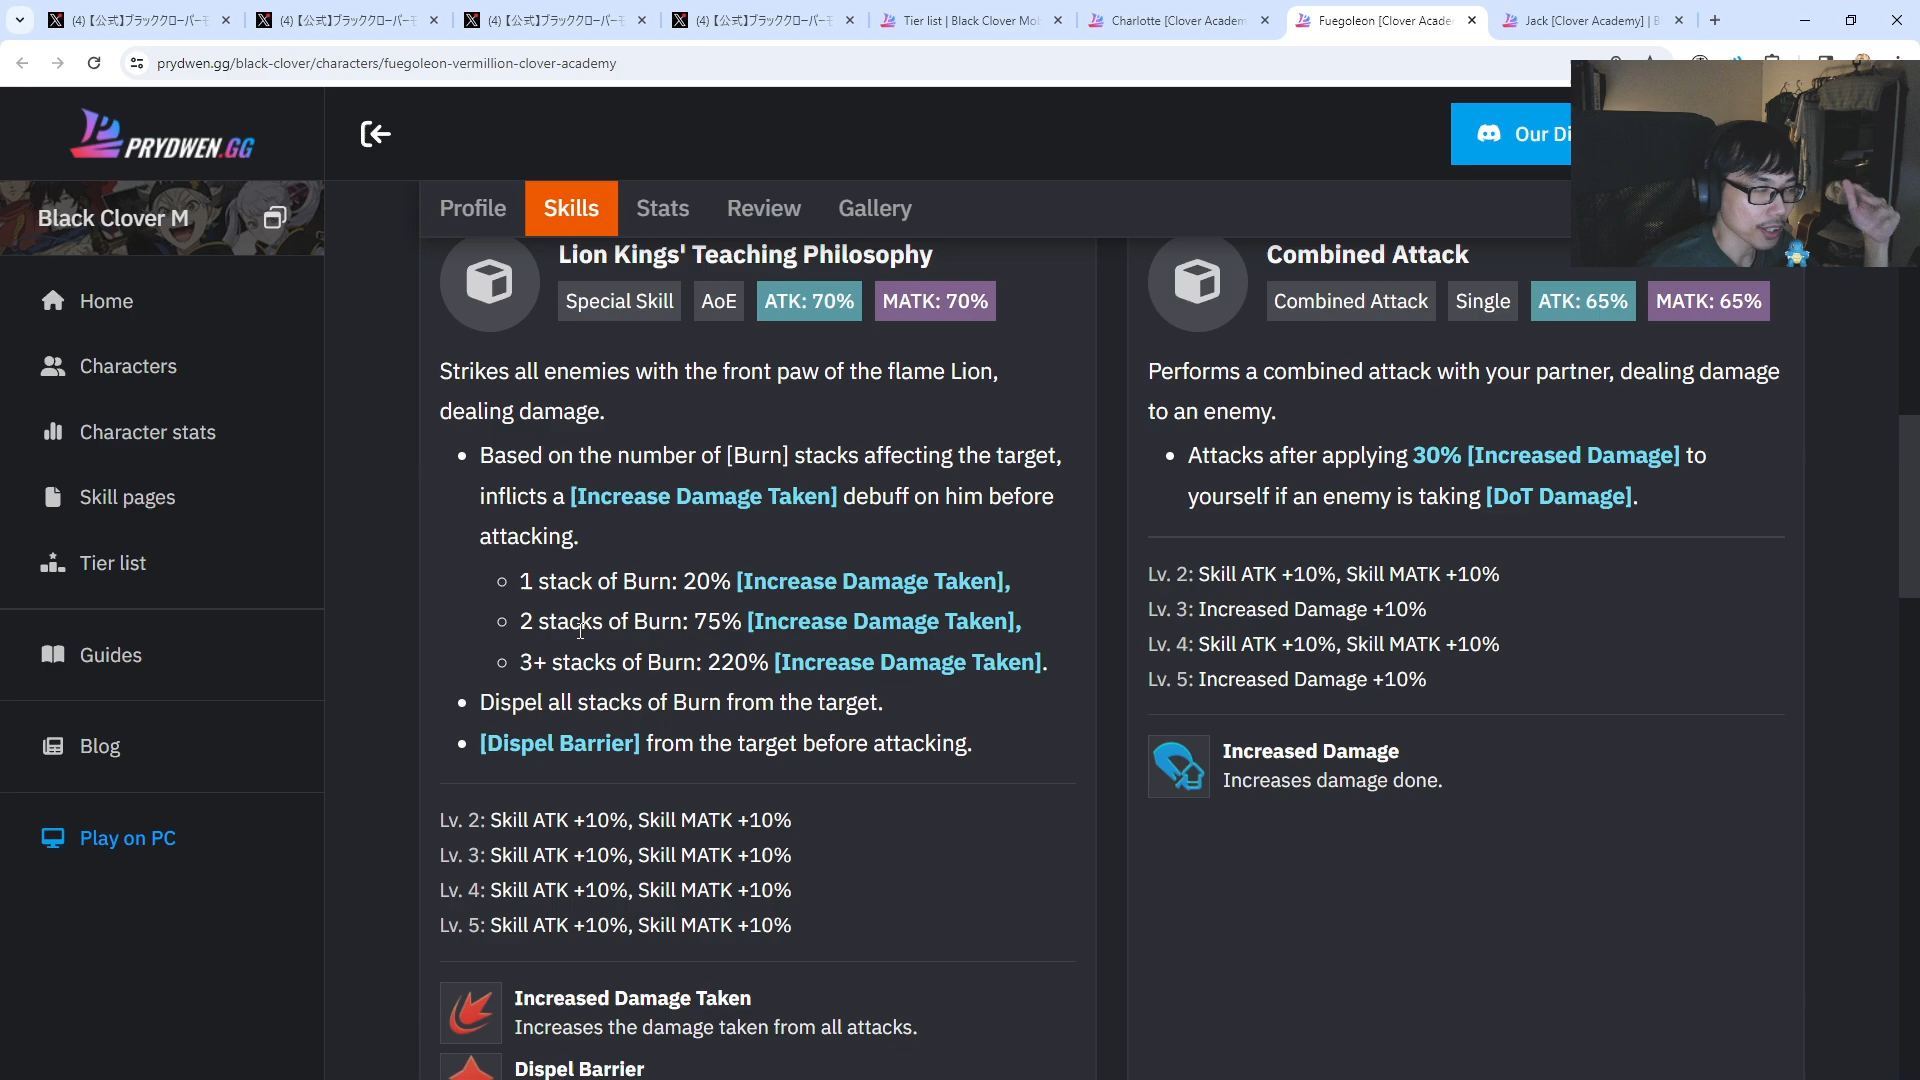 (4)【公式】ブラッククローバーモ
(4)【公式】ブラッククローバーモ
(4)【公式】ブラッククローバーモ
(4)【公式】ブラッククローバーモ
Tier list | Black Clover Mo
Charlotte [Clover Academ
Fuegoleon [Clover Acade
Jack [Clover Academy] | B
prydwen.gg/black-clover/characters/fuegoleon-vermillion-clover-academy
PRYDWEN.GG
Our Di
Black Clover M
Home
Characters
Character stats
Skill pages
Tier list
Guides
Blog
Play on PC
Profile
Skills
Stats
Review
Gallery
Lion Kings' Teaching Philosophy
Special Skill
AoE
ATK: 70%
MATK: 70%
Strikes all enemies with the front paw of the flame Lion,
dealing damage.
Based on the number of [Burn] stacks affecting the target,
inflicts a [Increase Damage Taken] debuff on him before
attacking.
1 stack of Burn: 20% [Increase Damage Taken],
2 stacks of Burn: 75% [Increase Damage Taken],
3+ stacks of Burn: 220% [Increase Damage Taken].
Dispel all stacks of Burn from the target.
[Dispel Barrier] from the target before attacking.
Lv. 2: Skill ATK +10%, Skill MATK +10%
Lv. 3: Skill ATK +10%, Skill MATK +10%
Lv. 4: Skill ATK +10%, Skill MATK +10%
Lv. 5: Skill ATK +10%, Skill MATK +10%
Increased Damage Taken
Increases the damage taken from all attacks.
Dispel Barrier
Combined Attack
Combined Attack
Single
ATK: 65%
MATK: 65%
Performs a combined attack with your partner, dealing damage
to an enemy.
Attacks after applying 30% [Increased Damage] to
yourself if an enemy is taking [DoT Damage].
Lv. 2: Skill ATK +10%, Skill MATK +10%
Lv. 3: Increased Damage +10%
Lv. 4: Skill ATK +10%, Skill MATK +10%
Lv. 5: Increased Damage +10%
Increased Damage
Increases damage done.